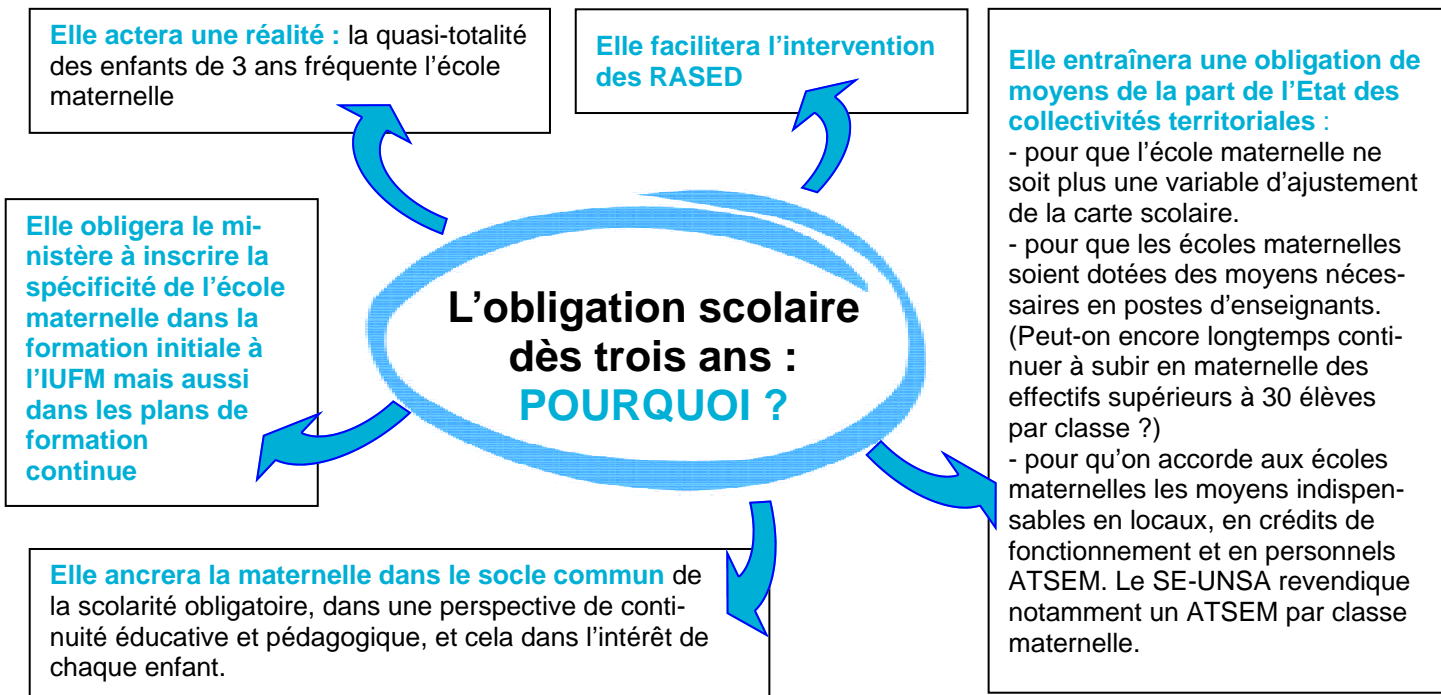 Elle actera une réalité : la quasi-totalité
des enfants de 3 ans fréquente l’école
maternelle
Elle facilitera l’intervention
des RASED
Elle entraînera une obligation de
moyens de la part de l’Etat des
collectivités territoriales :
- pour que l’école maternelle ne
soit plus une variable d’ajustement
de la carte scolaire.
- pour que les écoles maternelles
soient dotées des moyens néces-
saires en postes d’enseignants.
(Peut-on encore longtemps conti-
nuer à subir en maternelle des
effectifs supérieurs à 30 élèves
par classe ?)
- pour qu’on accorde aux écoles
maternelles les moyens indispen-
sables en locaux, en crédits de
fonctionnement et en personnels
ATSEM. Le SE-UNSA revendique
notamment un ATSEM par classe
maternelle.
Elle obligera le mi-
nistère à inscrire la
spécificité de l’école
maternelle dans la
formation initiale à
l’IUFM mais aussi
dans les plans de
formation
continue
L’obligation scolaire
dès trois ans :
POURQUOI ?
Elle ancrera la maternelle dans le socle commun de
la scolarité obligatoire, dans une perspective de conti-
nuité éducative et pédagogique, et cela dans l’intérêt de
chaque enfant.